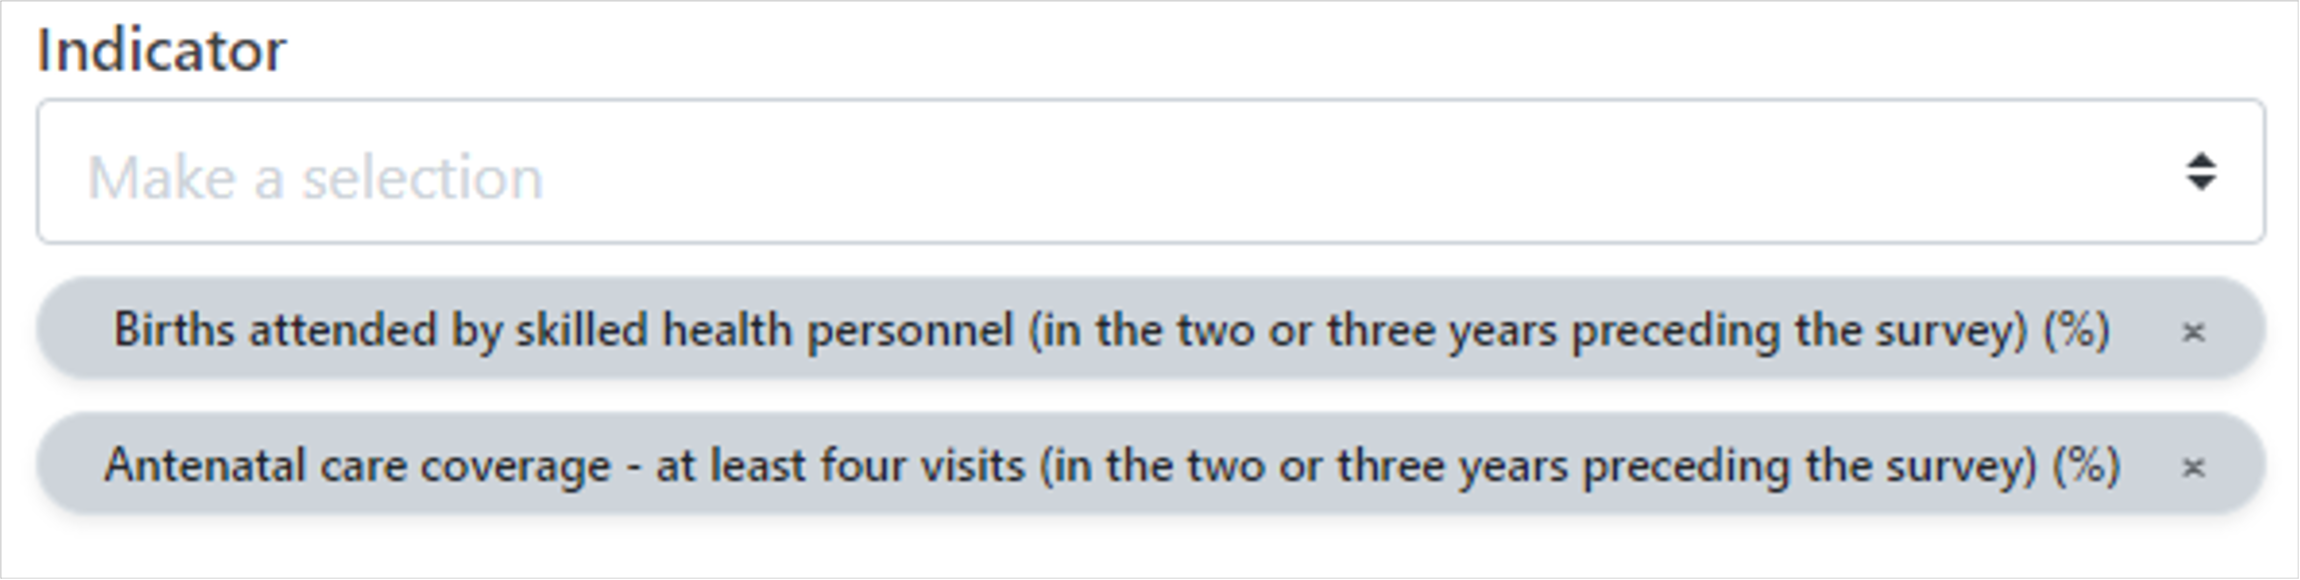 Indicator
Make a selection
Births attended by skilled health personnel (in the two or three years preceding the survey) (%) ×
Antenatal care coverage - at least four visits (in the two or three years preceding the survey) (%) ×